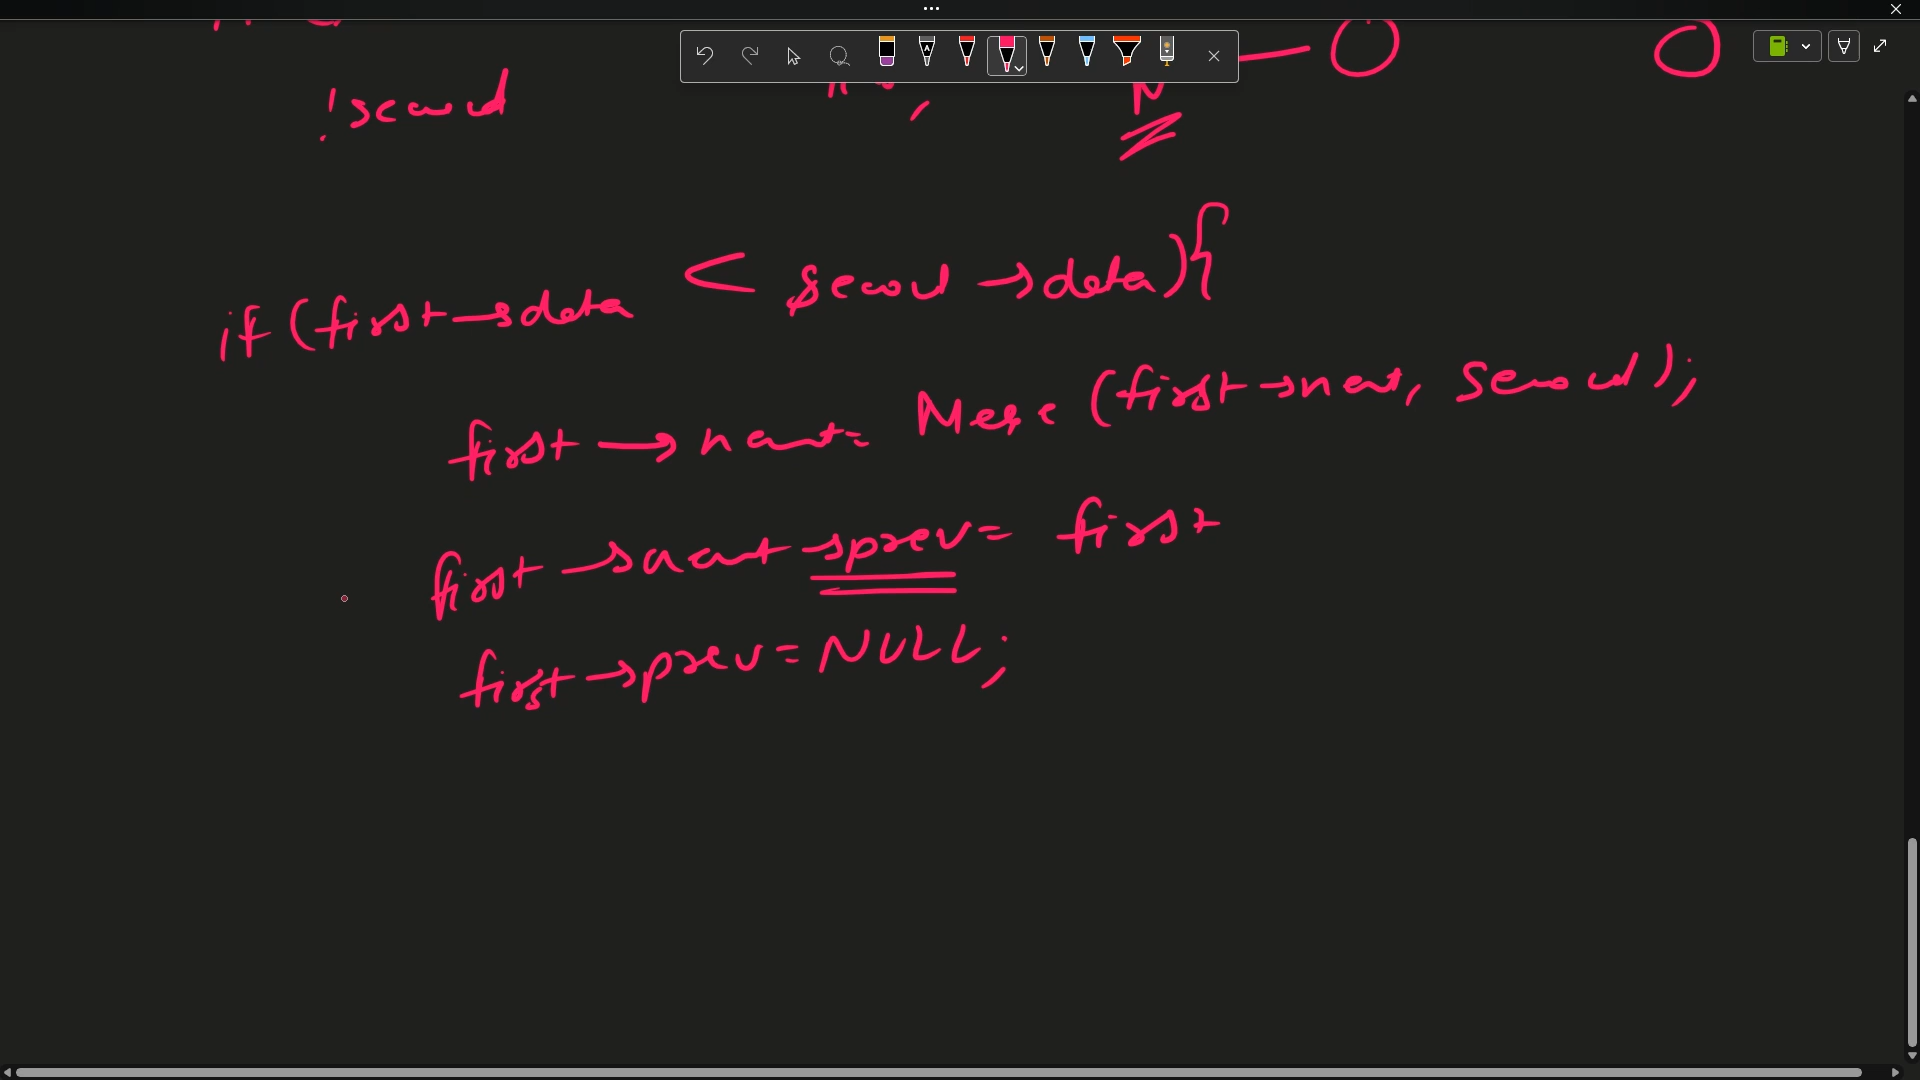 !second
N
if (first→data < second →data){
first → next = Merge (first→next, second);
first →next →prev = first
first →prev = NULL;